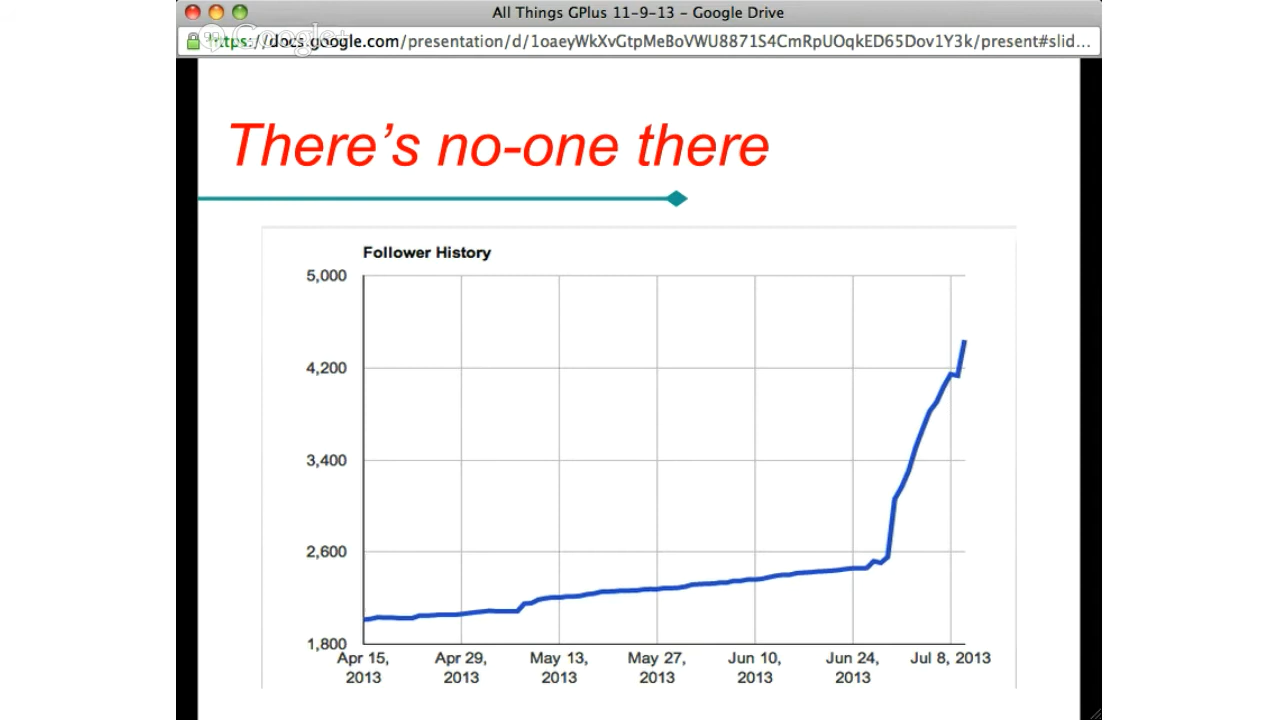 All Things GPlus 11-9-13 – Google Drive
Google+
https://docs.google.com/presentation/d/1oaeyWkXvGtpMeBoVWU8871S4CmRpUOqkED65Dov1Y3k/present#slid...
There’s no-one there
Follower History
5,000
4,200
3,400
2,600
1,800
Apr 15, 2013
Apr 29, 2013
May 13, 2013
May 27, 2013
Jun 10, 2013
Jun 24, 2013
Jul 8, 2013